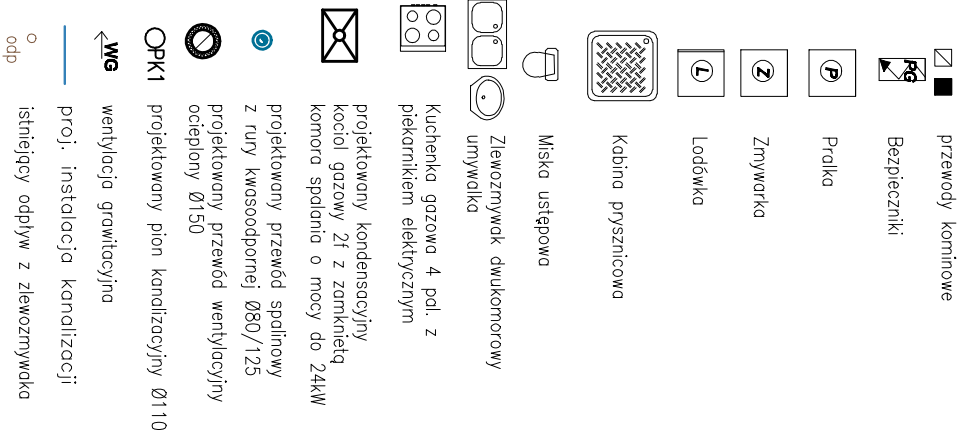 przewody kominowe
PG
Bezpieczniki
P
Pralka
Z
Zmywarka
L
Lodówka
Kabina prysznicowa
Miska ustępowa
Zlewozmywak dwukomorowy
umywalka
Kuchenka gazowa 4 pal. z
piekarnikiem elektrycznym
projektowany kondensacyjny
kocioł gazowy 2f z zamkniętą
komora spalania o mocy do 24kW
projektowany przewód spalinowy
z rury kwasoodpornej Ø80/125
projektowany przewód wentylacyjny
ocieplony Ø150
PK1
projektowany pion kanalizacyjny Ø110
WG
wentylacja grawitacyjna
proj. instalacja kanalizacji
odp
istniejący odpływ z zlewozmywaka